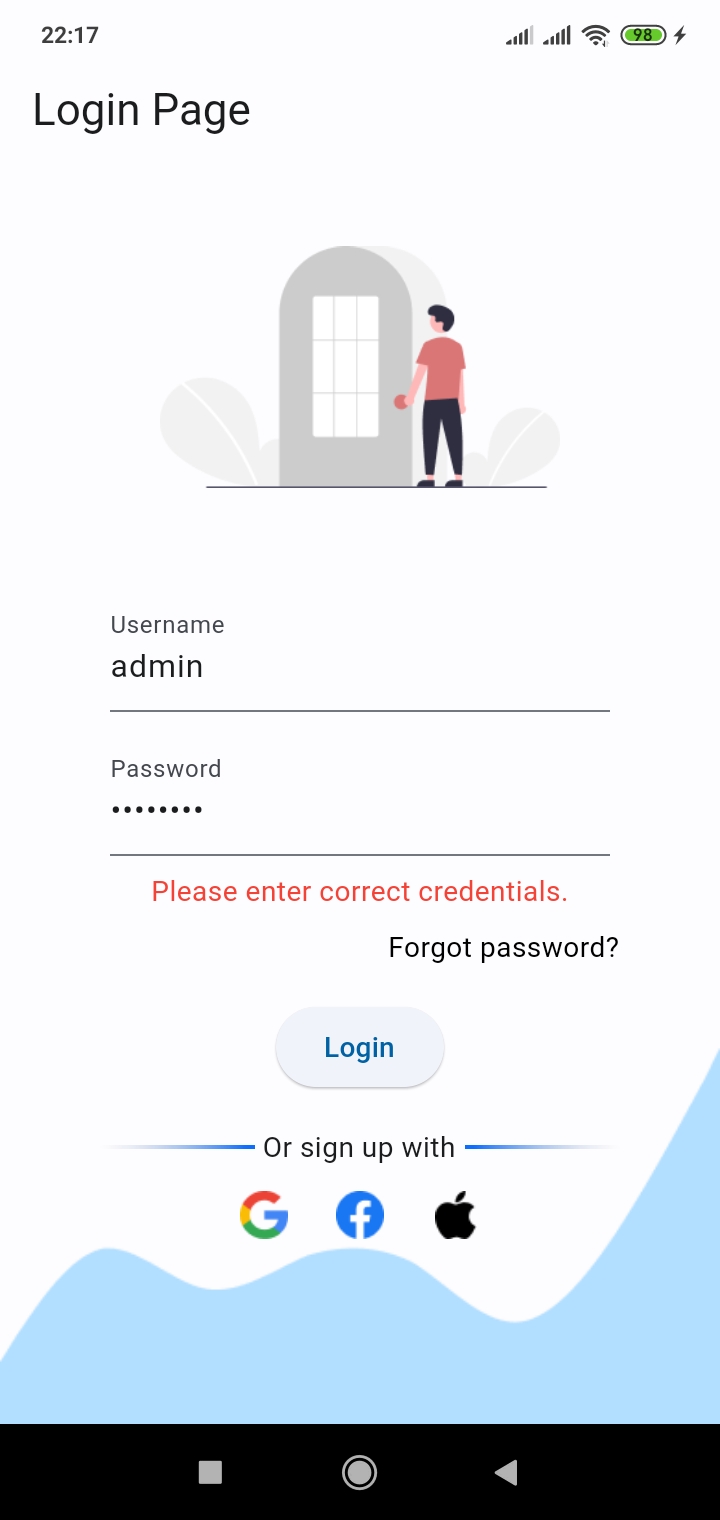 22:17
98
Login Page
Username
admin
Password
••••••••
Please enter correct credentials.
Forgot password?
Login
Or sign up with